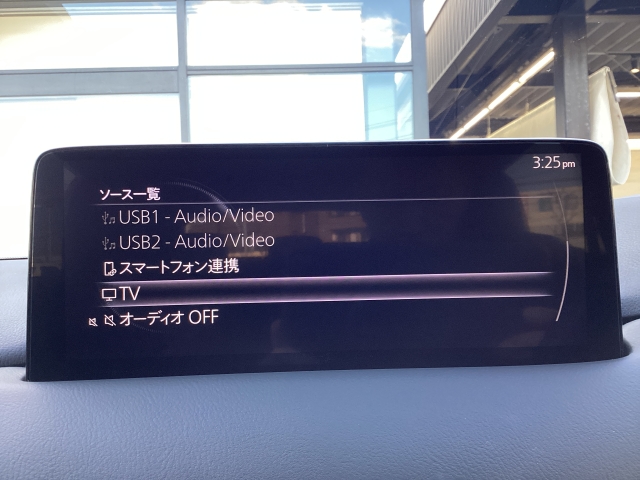 3:25pm
ソース一覧
USB1 - Audio/Video
USB2 - Audio/Video
スマートフォン連携
TV
オーディオ OFF